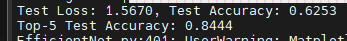 Test Loss: 1.5670, Test Accuracy: 0.6253
Top-5 Test Accuracy: 0.8444
EfficientNet.py:401: UserWarning: Matplotl